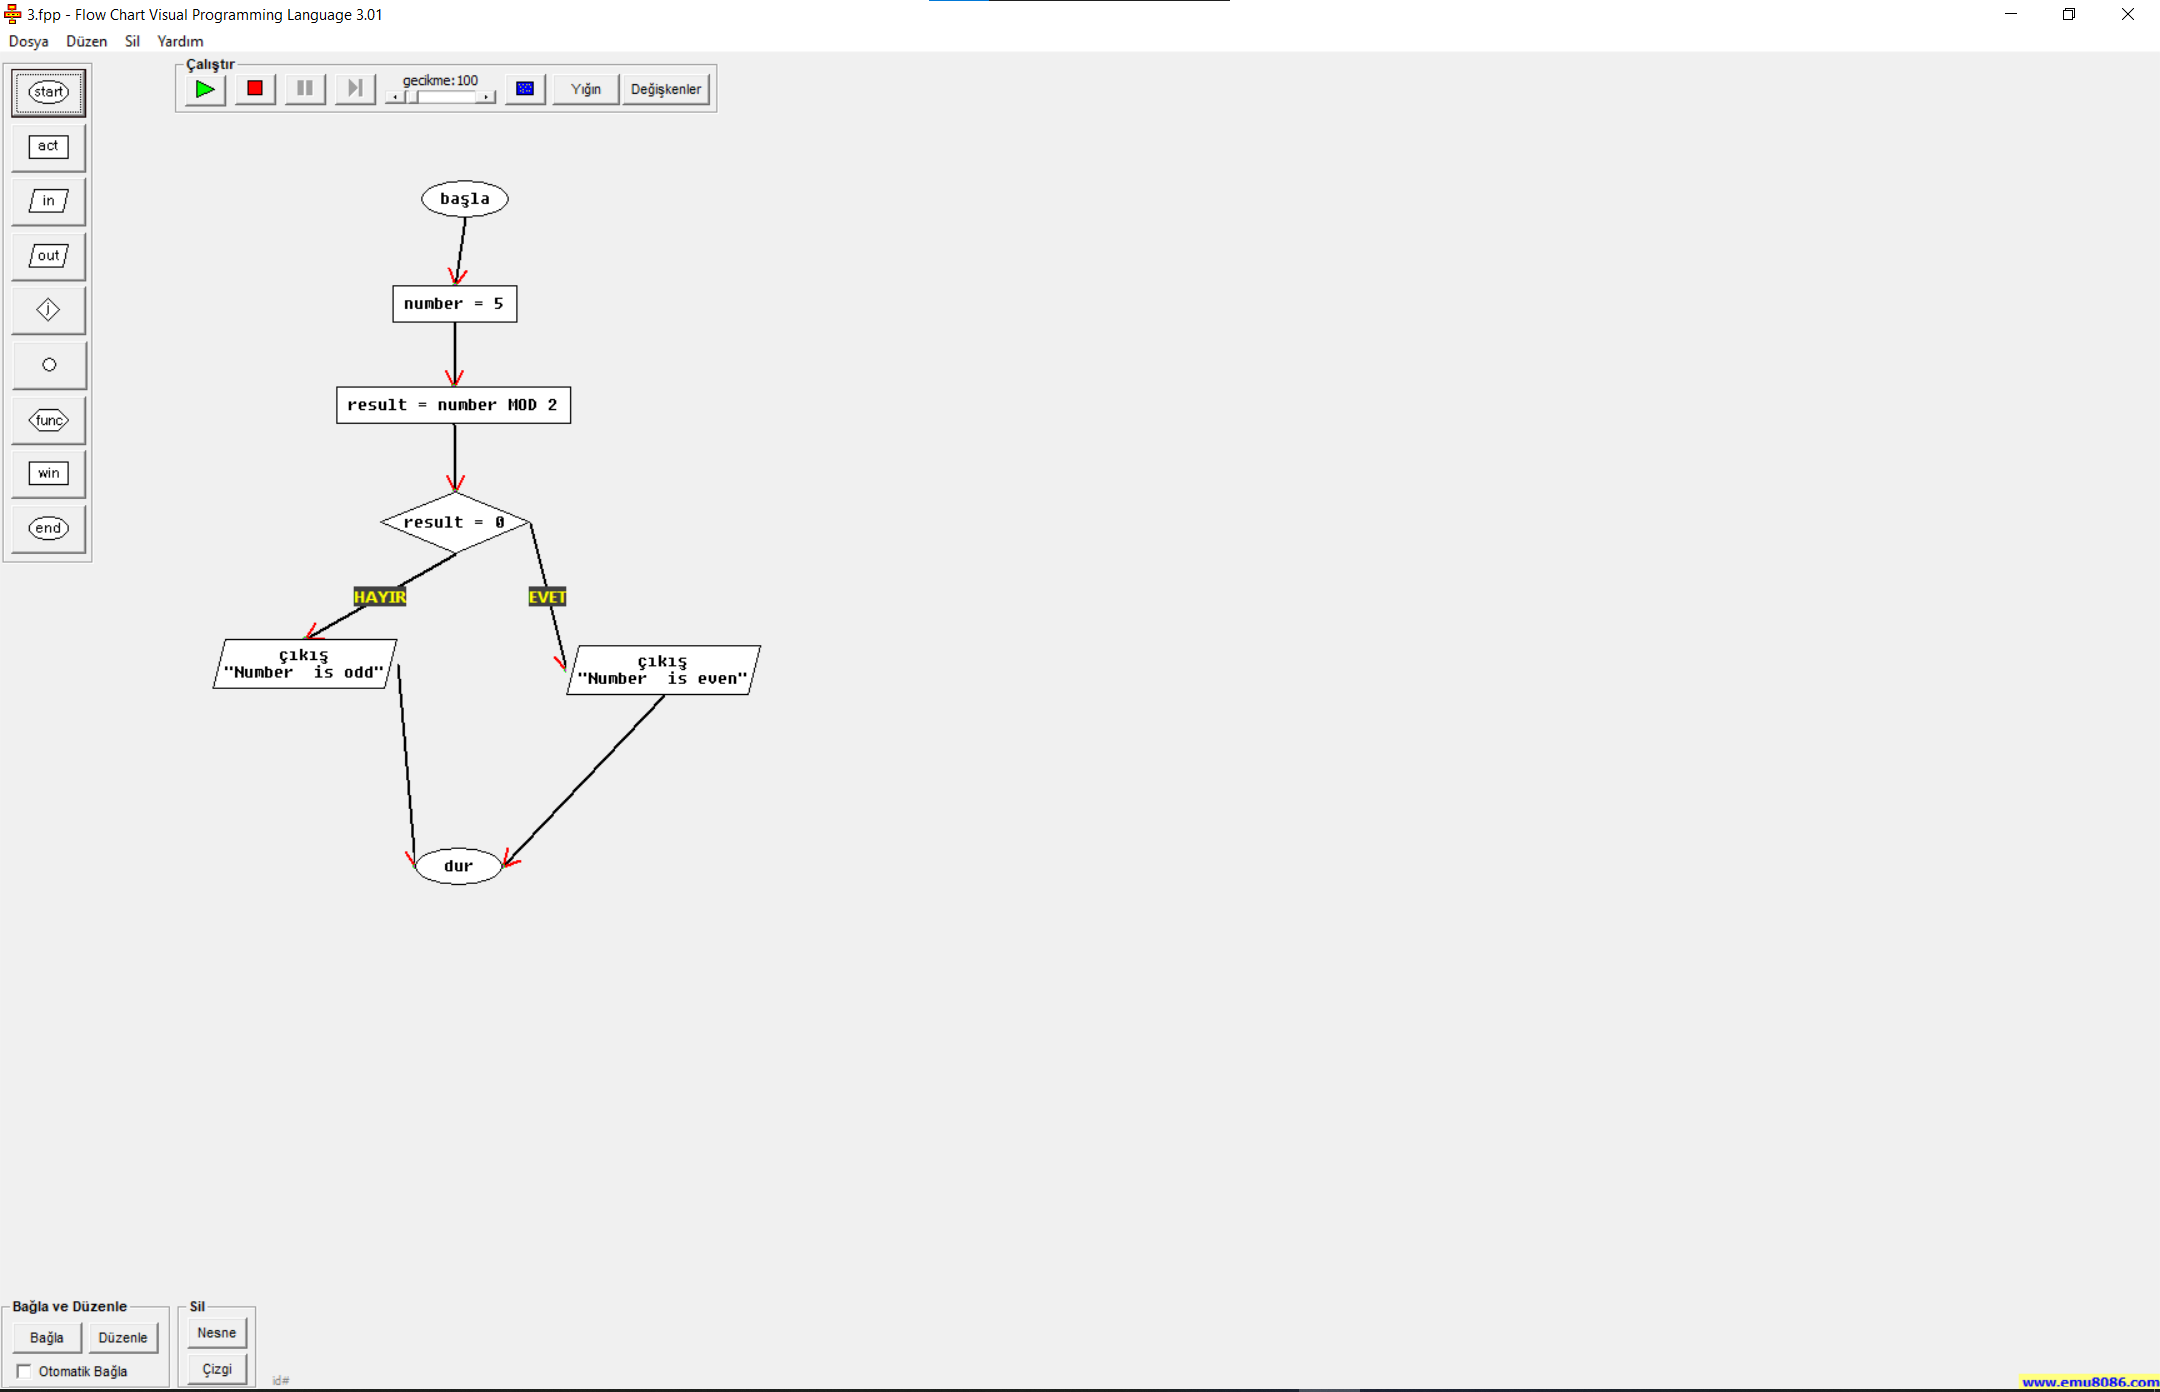 3.fpp - Flow Chart Visual Programming Language 3.01
Dosya Düzen Sil Yardım
Çalıştır
gecikme:100
Yığın
Değişkenler
start
act
in
out
j
func
win
end
başla
number = 5
result = number MOD 2
result = 0
HAYIR
EVET
çıkış
"Number  is odd"
çıkış
"Number  is even"
dur
Bağla ve Düzenle
Bağla
Düzenle
Otomatik Bağla
Sil
Nesne
Çizgi
id#
www.emu8086.com